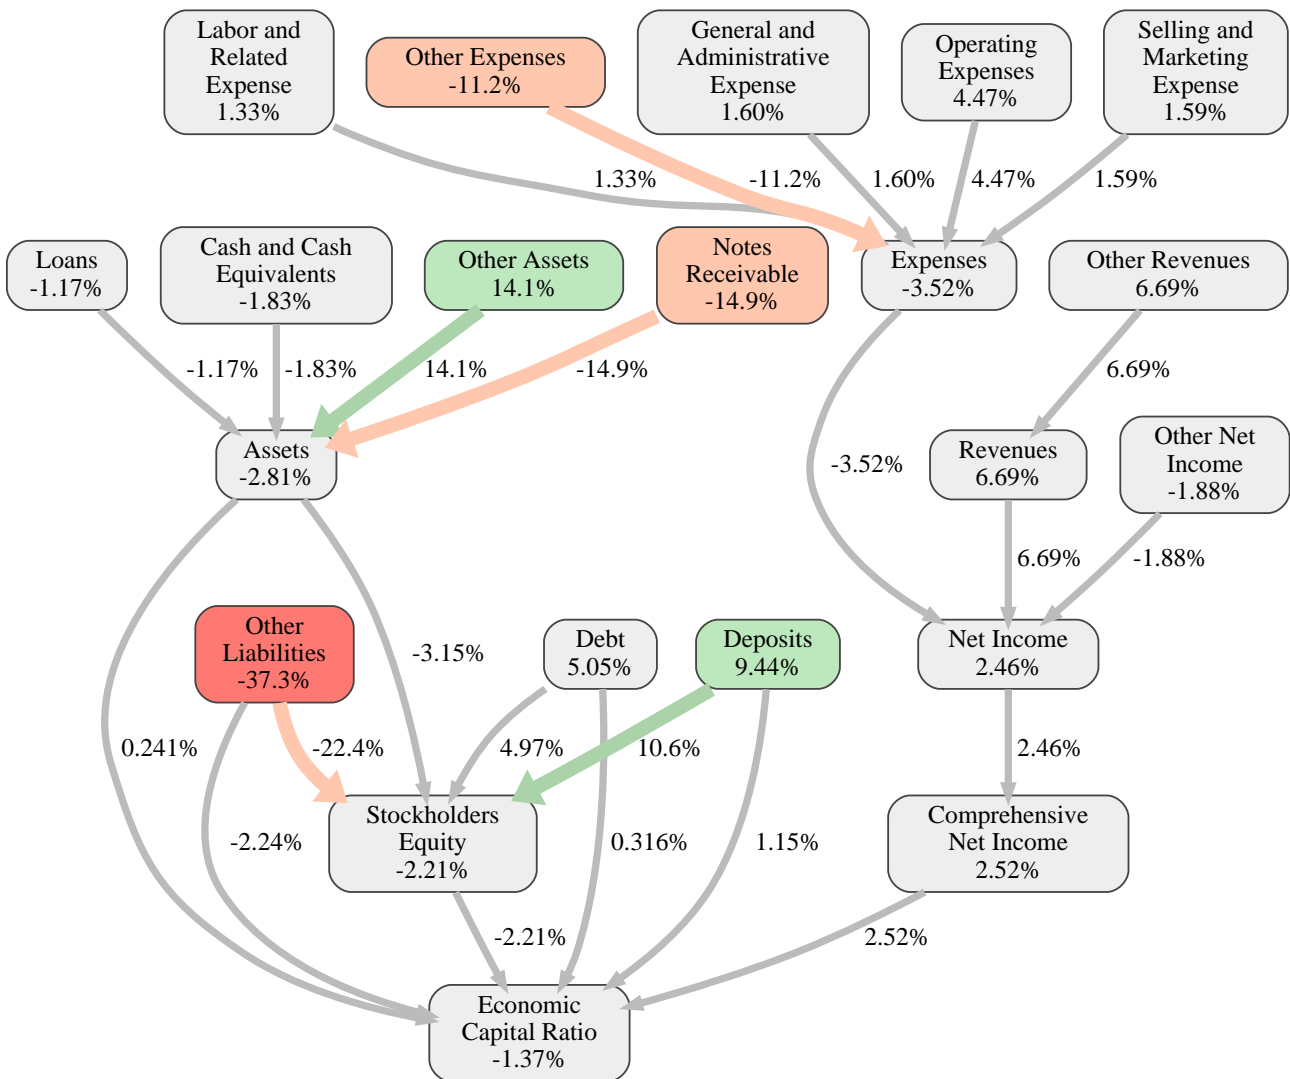 Labor and
Related
Expense
1.33%
Other Expenses
-11.2%
General and
Administrative
Expense
1.60%
Operating
Expenses
4.47%
Selling and
Marketing
Expense
1.59%
1.33%
-11.2%
1.60%
4.47%
1.59%
Loans
-1.17%
Cash and Cash
Equivalents
-1.83%
Other Assets
14.1%
Notes
Receivable
-14.9%
Expenses
-3.52%
Other Revenues
6.69%
-1.17%
-1.83%
14.1%
-14.9%
6.69%
Assets
-2.81%
-3.52%
Revenues
6.69%
Other Net
Income
-1.88%
6.69%
-1.88%
Other
Liabilities
-37.3%
-3.15%
Debt
5.05%
Deposits
9.44%
Net Income
2.46%
0.241%
-22.4%
4.97%
10.6%
2.46%
-2.24%
Stockholders
Equity
-2.21%
0.316%
1.15%
Comprehensive
Net Income
2.52%
-2.21%
2.52%
Economic
Capital Ratio
-1.37%